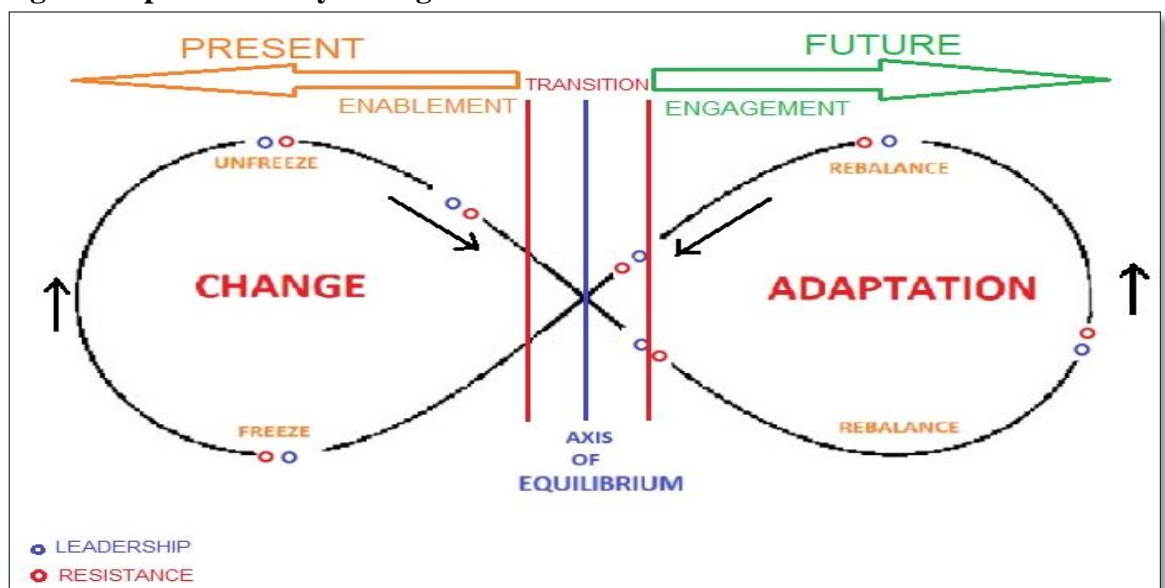 PRESENT
FUTURE
TRANSITION
ENABLEMENT
ENGAGEMENT
UNFREEZE
REBALANCE
CHANGE
ADAPTATION
FREEZE
REBALANCE
AXIS
OF
EQUILIBRIUM
LEADERSHIP
RESISTANCE